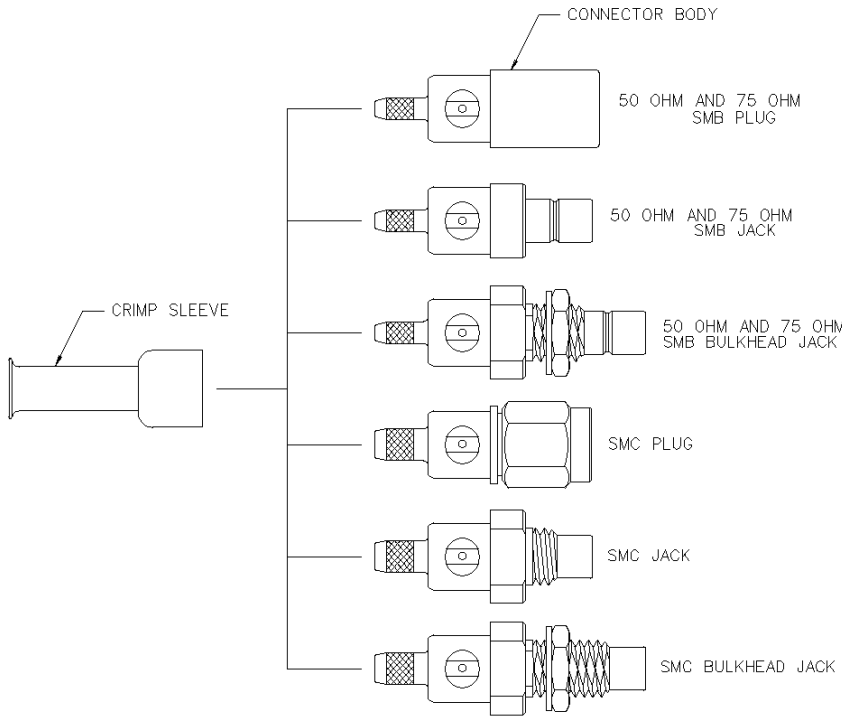 CONNECTOR BODY
50 OHM AND 75 OHM
SMB PLUG
50 OHM AND 75 OHM
SMB JACK
CRIMP SLEEVE
50 OHM AND 75 OHM
SMB BULKHEAD JACK
SMC PLUG
SMC JACK
SMC BULKHEAD JACK